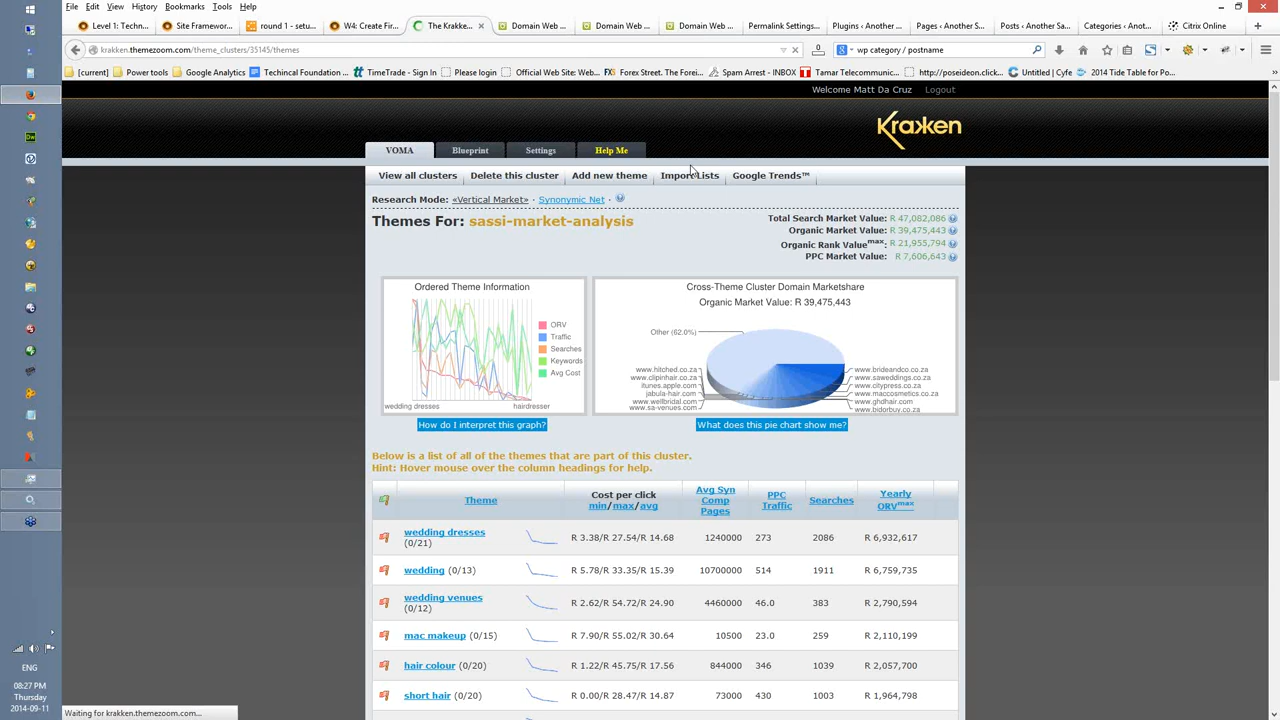 File Edit View History Bookmarks Tools Help
Level 1: Techn... Site Framewor... round 1 - setu... W4: Create Fir... The Krakke... Domain Web ... Domain Web ... Domain Web ... Permalink Settings... Plugins ‹ Another ... Pages ‹ Another S... Posts ‹ Another Sa... Categories ‹ Anot... Citrix Online
krakken.themezoom.com/theme_clusters/35145/themes
wp category / postname
[current] Power tools Google Analytics Techincal Foundation ... TimeTrade - Sign In Please login Official Web Site: Web... Forex Street. The Forei... Spam Arrest - INBOX Tamar Telecommunic... http://poseidon.click... Untitled | Cyfe 2014 Tide Table for Po...
Welcome Matt Da Cruz Logout
Krakken
VOMA Blueprint Settings Help Me
View all clusters Delete this cluster Add new theme Import Lists Google Trends™
Research Mode: «Vertical Market» · Synonymic Net ·
Themes For: sassi-market-analysis
Total Search Market Value: R 47,082,086
Organic Market Value: R 39,475,443
Organic Rank Value max: R 21,955,794
PPC Market Value: R 7,606,643
Ordered Theme Information
ORV
Traffic
Searches
Keywords
Avg Cost
wedding dresses hairdresser
Cross-Theme Cluster Domain Marketshare
Organic Market Value: R 39,475,443
Other (62.0%)
www.hitched.co.za
www.clipinhair.co.za
itunes.apple.com
jabula-hair.com
www.wellbridal.com
www.sa-venues.com
www.brideandco.co.za
www.saweddings.co.za
www.citypress.co.za
www.maccosmetics.co.za
www.ghdhair.com
www.bidorbuy.co.za
How do I interpret this graph? What does this pie chart show me?
Below is a list of all of the themes that are part of this cluster.
Hint: Hover mouse over the column headings for help.
Theme Cost per click min/max/avg Avg Syn Comp Pages PPC Traffic Searches Yearly ORVmax
wedding dresses (0/21) R 3.38/R 27.54/R 14.68 1240000 273 2086 R 6,932,617
wedding (0/13) R 5.78/R 33.35/R 15.39 10700000 514 1911 R 6,759,735
wedding venues (0/12) R 2.62/R 54.72/R 24.90 4460000 46.0 383 R 2,790,594
mac makeup (0/15) R 7.90/R 55.02/R 30.64 10500 23.0 259 R 2,110,199
hair colour (0/20) R 1.22/R 45.75/R 17.56 844000 346 1039 R 2,057,700
short hair (0/20) R 0.00/R 28.47/R 14.87 73000 430 1003 R 1,964,798
Waiting for krakken.themezoom.com...
ENG
08:27 PM
Thursday
2014-09-11